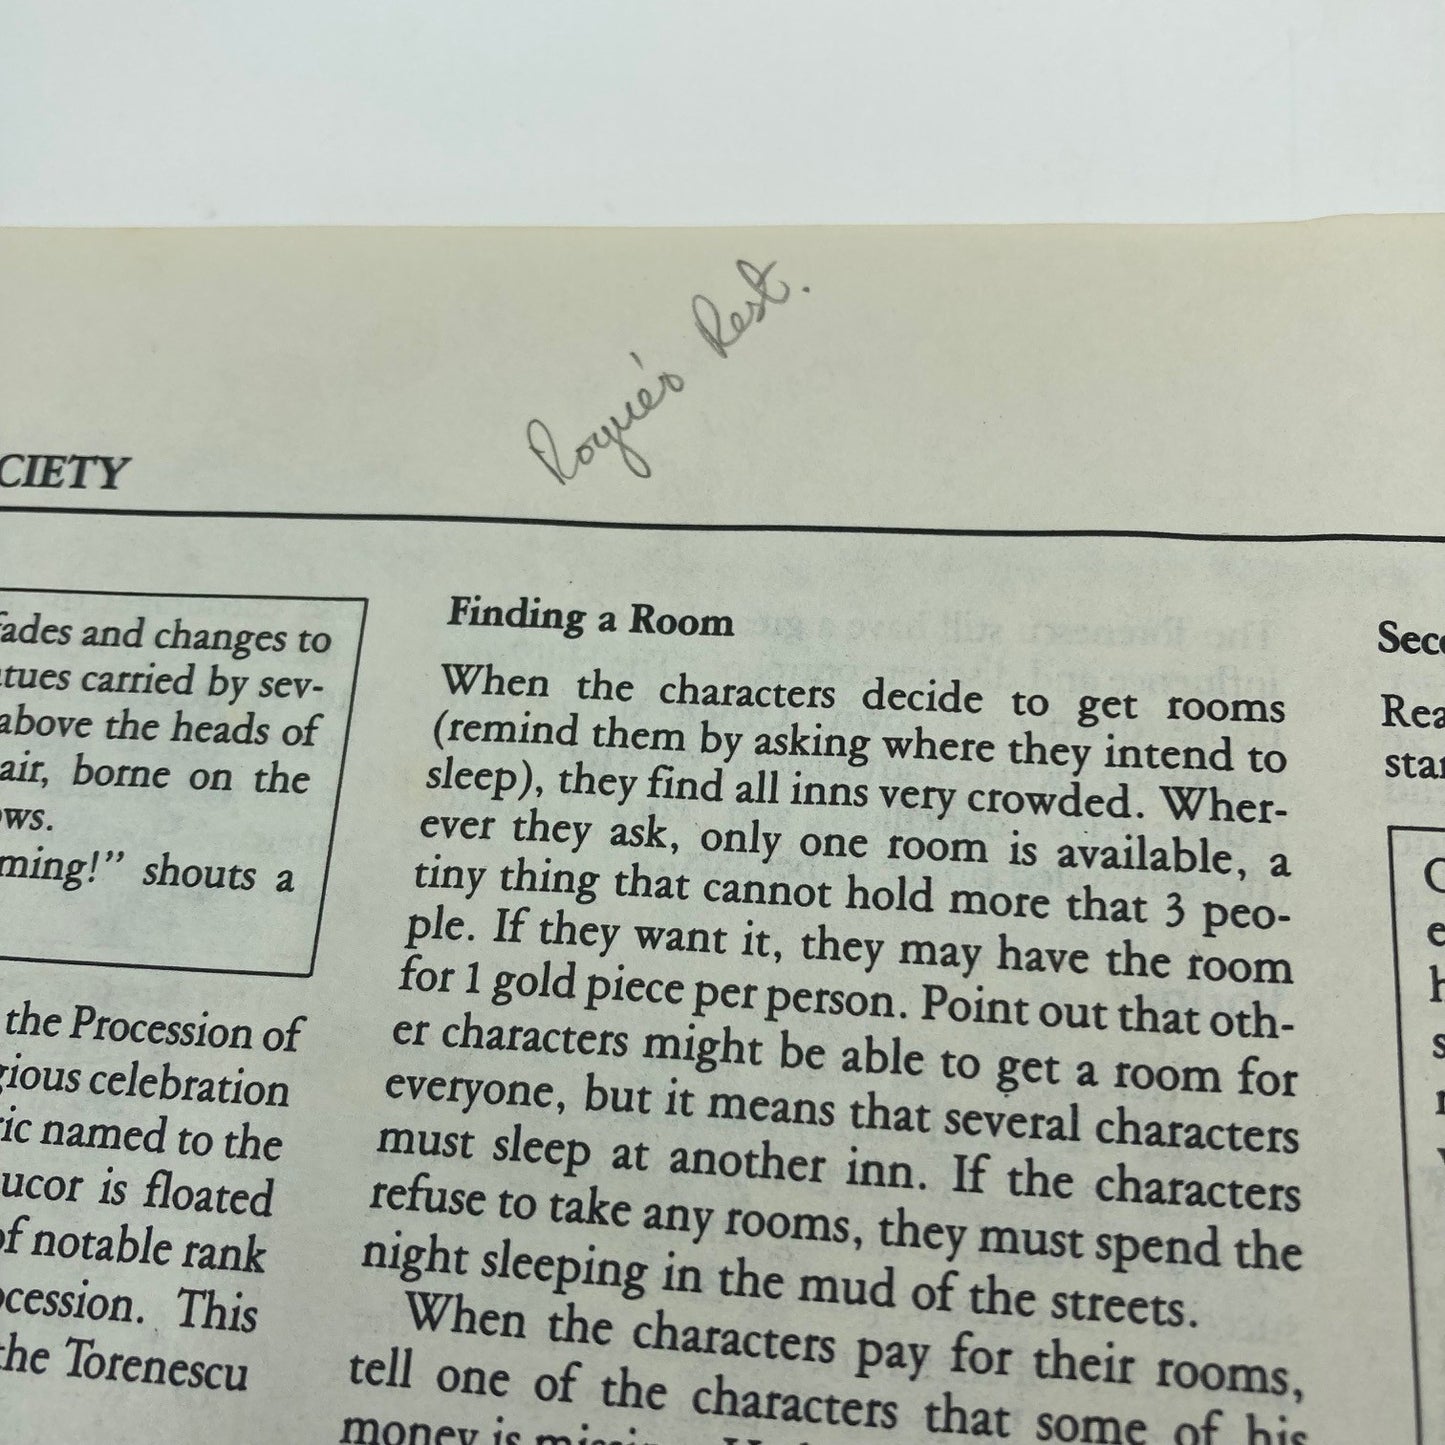 Rogue's Rest.
CIETY
fades and changes to
tues carried by sev-
above the heads of
air, borne on the
ws.
ming!" shouts a
the Procession of
gious celebration
ric named to the
ucor is floated
of notable rank
ocession. This
the Torenescu
Finding a Room
When the characters decide to get rooms
(remind them by asking where they intend to
sleep), they find all inns very crowded. Wher-
ever they ask, only one room is available, a
tiny thing that cannot hold more that 3 peo-
ple. If they want it, they may have the room
for 1 gold piece per person. Point out that oth-
er characters might be able to get a room for
everyone, but it means that several characters
must sleep at another inn. If the characters
refuse to take any rooms, they must spend the
night sleeping in the mud of the streets.
When the characters pay for their rooms,
tell one of the characters that some of his
money is
Sec
Rea
star